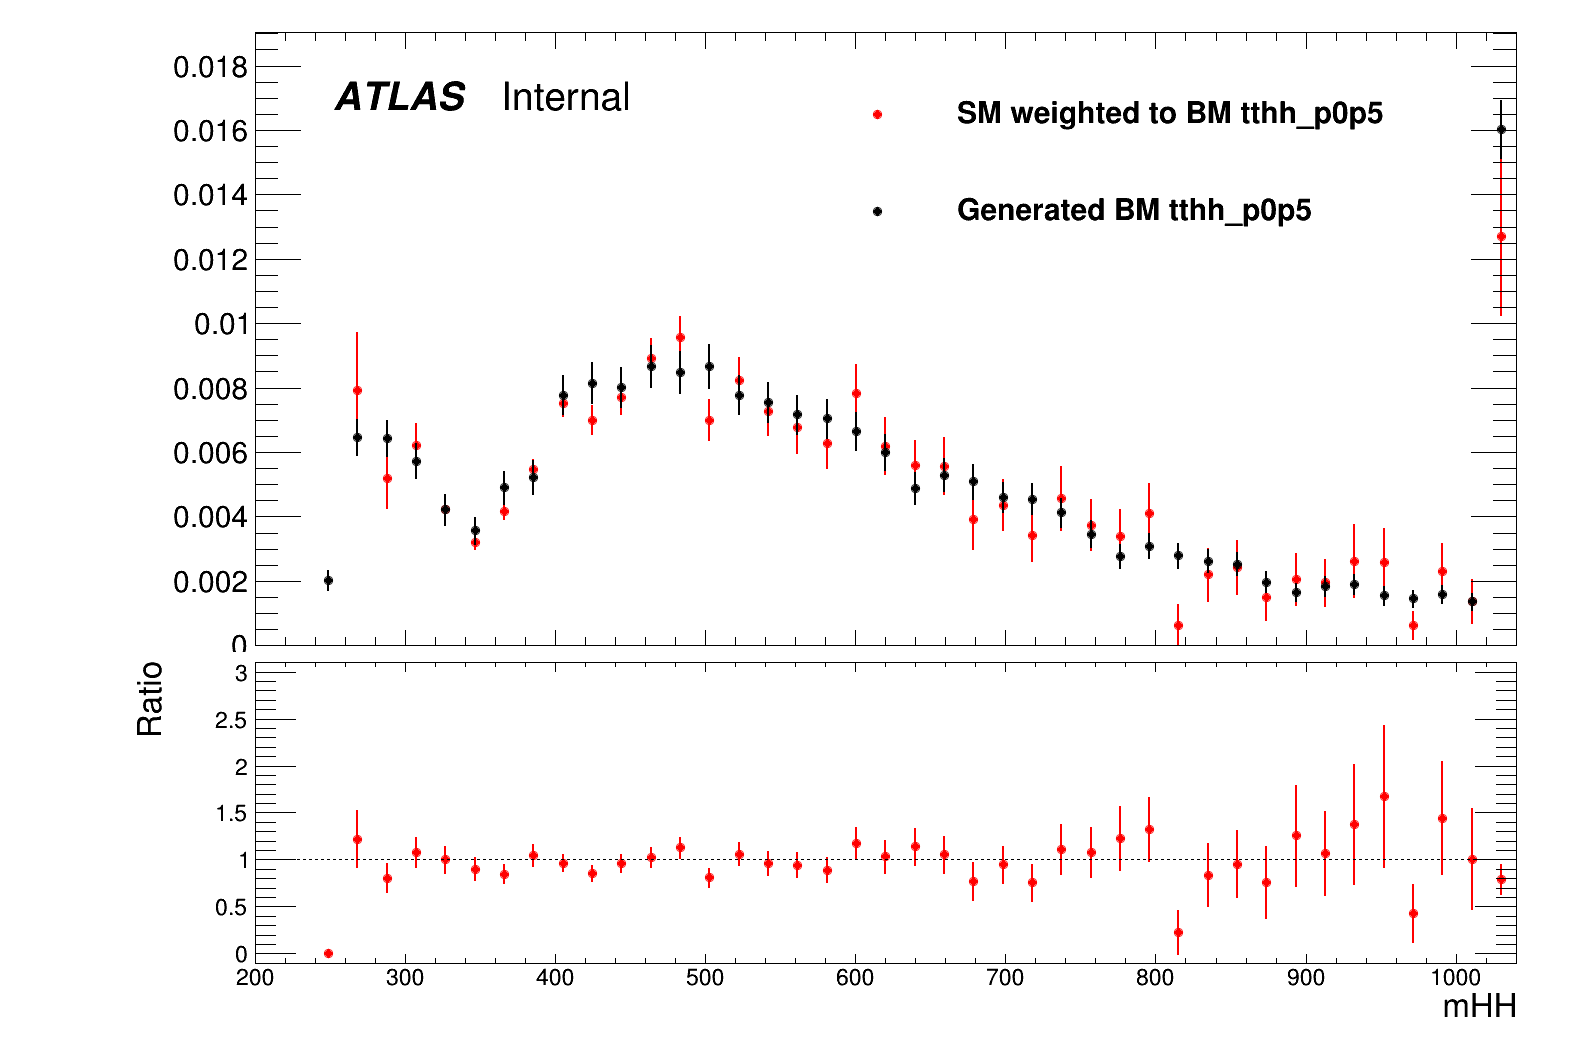 0.018
ATLAS Internal
SM weighted to BM tthh_p0p5
0.016
0.014
Generated BM tthh_p0p5
0.012
0.01
0.008
0.006
0.004
0.002
0
Ratio
3
2.5
2
1.5
1
0.5
0
200 300 400 500 600 700 800 900 1000
mHH